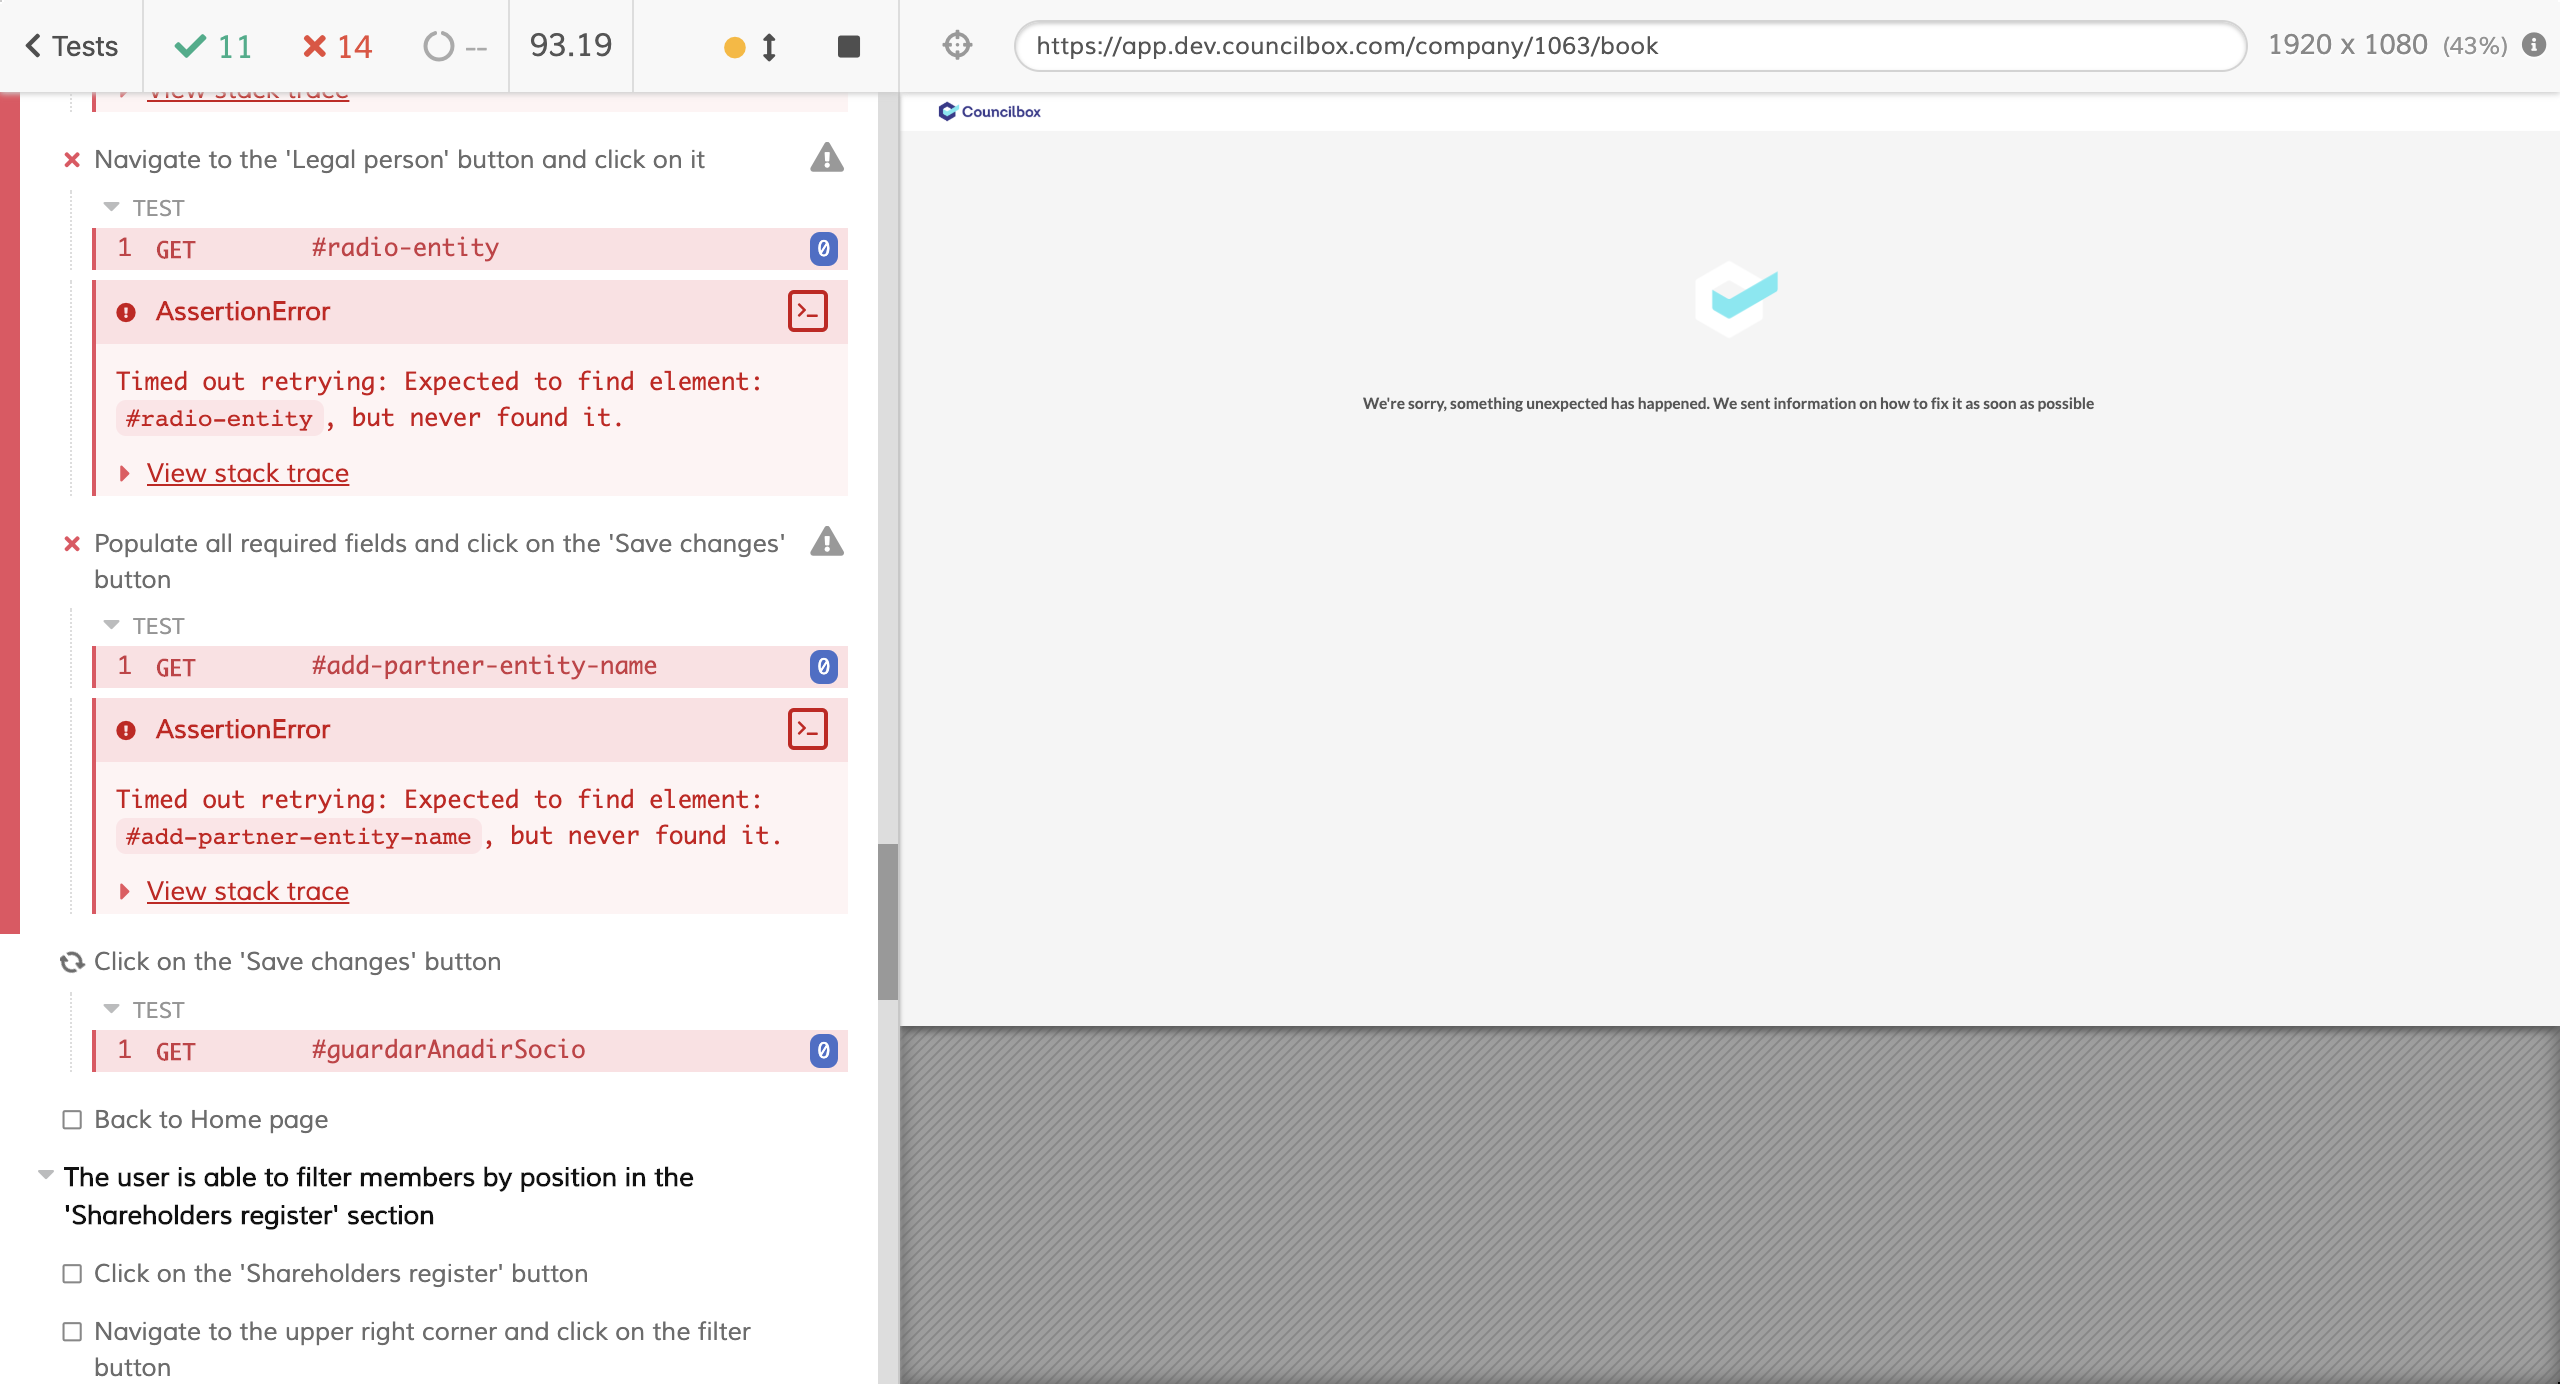 Tests
11
14
--
93.19
https://app.dev.councilbox.com/company/1063/book
1920 x 1080 (43%)
View stack trace
Navigate to the 'Legal person' button and click on it
TEST
1 GET #radio-entity 0
AssertionError
Timed out retrying: Expected to find element:
#radio-entity, but never found it.
View stack trace
Populate all required fields and click on the 'Save changes'
button
TEST
1 GET #add-partner-entity-name 0
AssertionError
Timed out retrying: Expected to find element:
#add-partner-entity-name, but never found it.
View stack trace
Click on the 'Save changes' button
TEST
1 GET #guardarAnadirSocio 0
Back to Home page
The user is able to filter members by position in the
'Shareholders register' section
Click on the 'Shareholders register' button
Navigate to the upper right corner and click on the filter
button
Councilbox
We're sorry, something unexpected has happened. We sent information on how to fix it as soon as possible